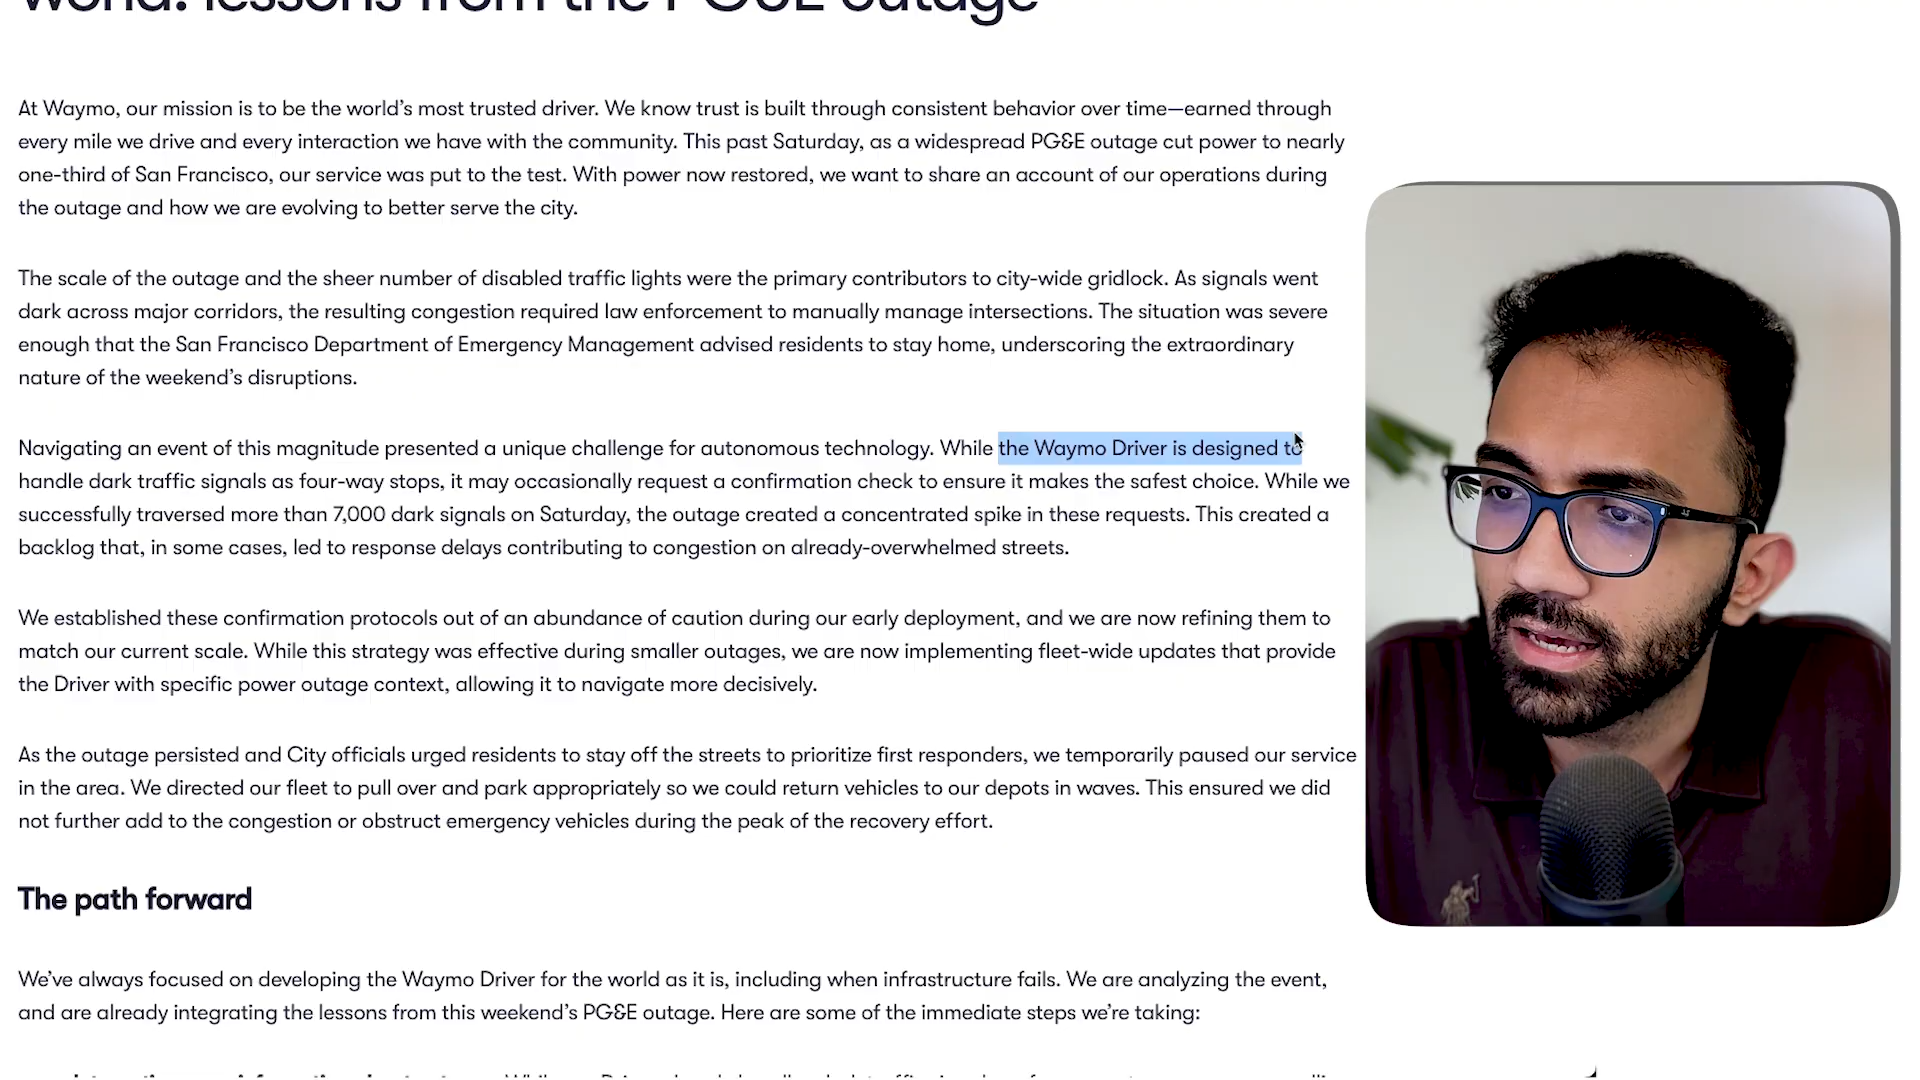 world: lessons from the PG&E outage
At Waymo, our mission is to be the world’s most trusted driver. We know trust is built through consistent behavior over time—earned through
every mile we drive and every interaction we have with the community. This past Saturday, as a widespread PG&E outage cut power to nearly
one-third of San Francisco, our service was put to the test. With power now restored, we want to share an account of our operations during
the outage and how we are evolving to better serve the city.
The scale of the outage and the sheer number of disabled traffic lights were the primary contributors to city-wide gridlock. As signals went
dark across major corridors, the resulting congestion required law enforcement to manually manage intersections. The situation was severe
enough that the San Francisco Department of Emergency Management advised residents to stay home, underscoring the extraordinary
nature of the weekend’s disruptions.
Navigating an event of this magnitude presented a unique challenge for autonomous technology. While the Waymo Driver is designed to
handle dark traffic signals as four-way stops, it may occasionally request a confirmation check to ensure it makes the safest choice. While we
successfully traversed more than 7,000 dark signals on Saturday, the outage created a concentrated spike in these requests. This created a
backlog that, in some cases, led to response delays contributing to congestion on already-overwhelmed streets.
We established these confirmation protocols out of an abundance of caution during our early deployment, and we are now refining them to
match our current scale. While this strategy was effective during smaller outages, we are now implementing fleet-wide updates that provide
the Driver with specific power outage context, allowing it to navigate more decisively.
As the outage persisted and City officials urged residents to stay off the streets to prioritize first responders, we temporarily paused our service
in the area. We directed our fleet to pull over and park appropriately so we could return vehicles to our depots in waves. This ensured we did
not further add to the congestion or obstruct emergency vehicles during the peak of the recovery effort.
The path forward
We’ve always focused on developing the Waymo Driver for the world as it is, including when infrastructure fails. We are analyzing the event,
and are already integrating the lessons from this weekend’s PG&E outage. Here are some of the immediate steps we’re taking: